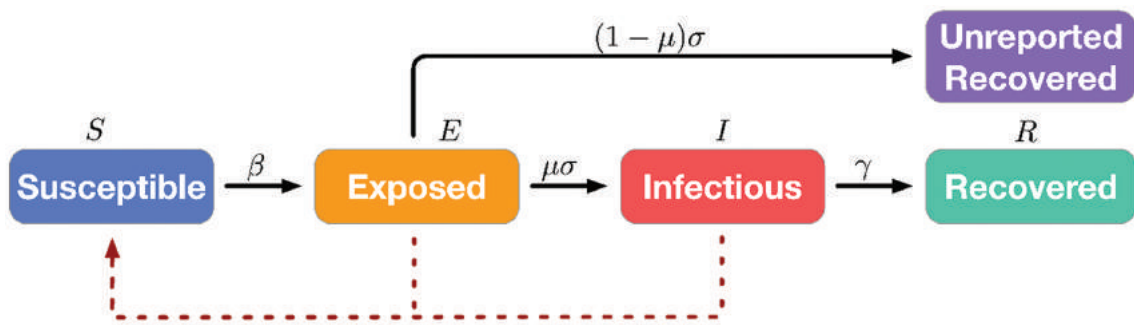 (1 − μ)σ
Unreported
Recovered
S
E
I
R
Susceptible
β
Exposed
μσ
Infectious
γ
Recovered